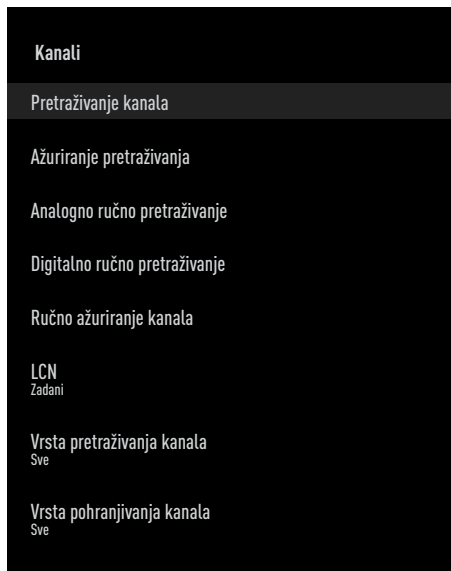 Kanali
Pretraživanje kanala
Ažuriranje pretraživanja
Analogno ručno pretraživanje
Digitalno ručno pretraživanje
Ručno ažuriranje kanala
LCN
Zadani
Vrsta pretraživanja kanala
Sve
Vrsta pohranjivanja kanala
Sve